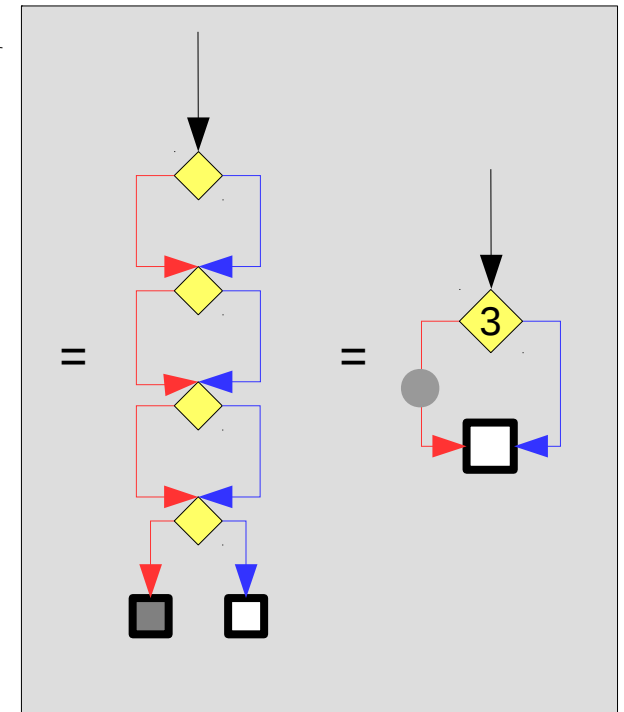 3
=
=